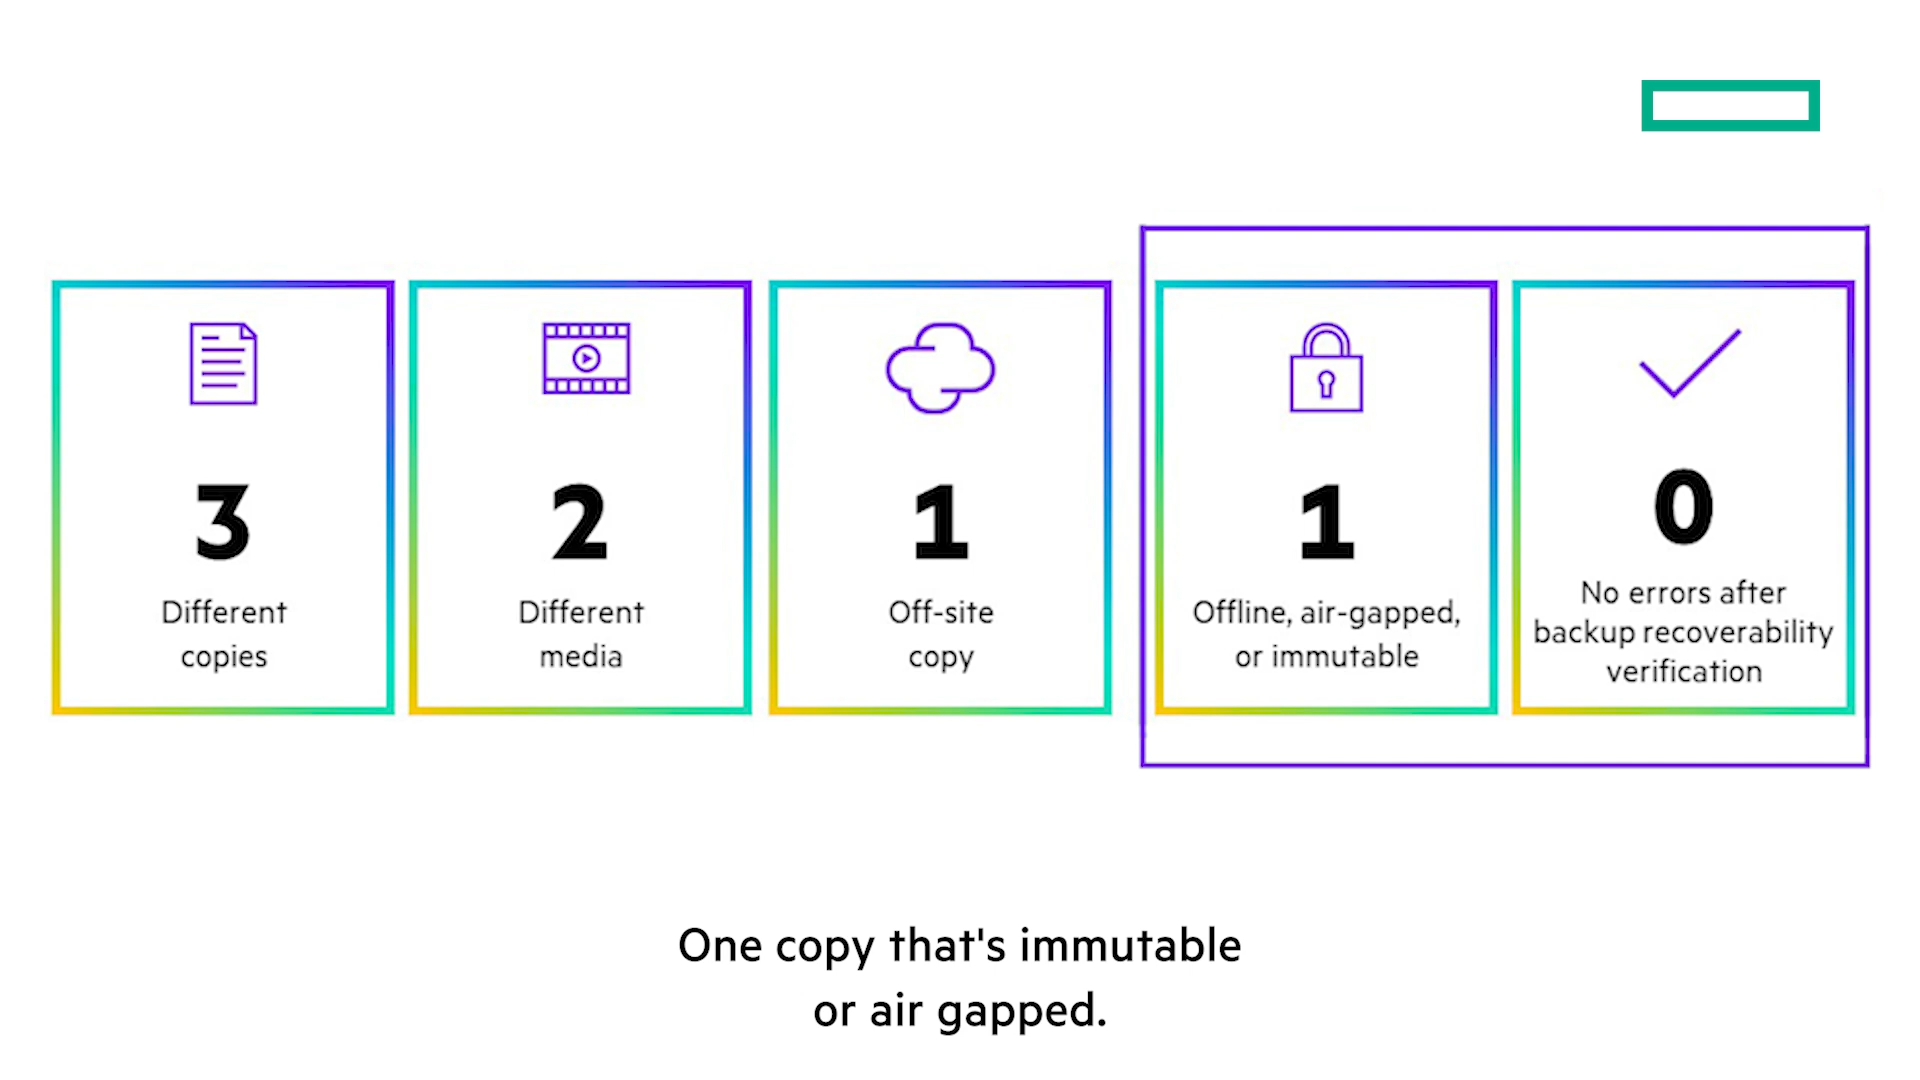 3
Different
copies
2
Different
media
1
Off-site
copy
1
Offline, air-gapped,
or immutable
0
No errors after
backup recoverability
verification
One copy that's immutable
or air gapped.